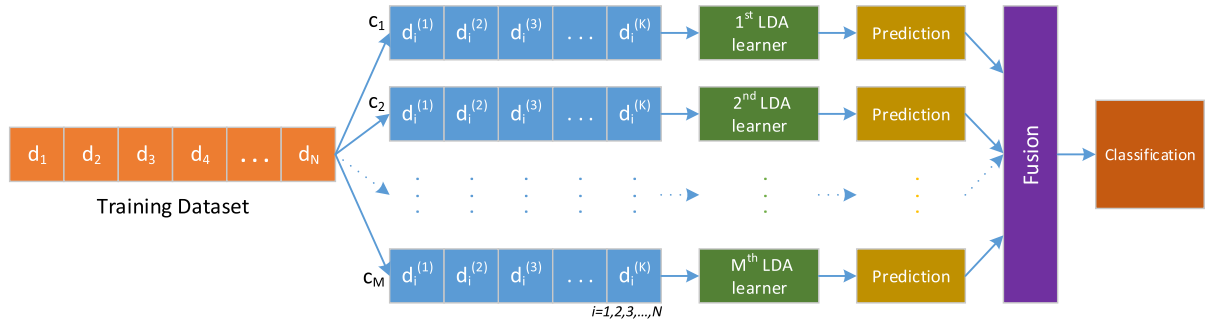 c₁ dᵢ⁽¹⁾ dᵢ⁽²⁾ dᵢ⁽³⁾ . . . dᵢ⁽ᴷ⁾
1ˢᵗ LDA
learner
Prediction
c₂ dᵢ⁽¹⁾ dᵢ⁽²⁾ dᵢ⁽³⁾ . . . dᵢ⁽ᴷ⁾
2ⁿᵈ LDA
learner
Prediction
d₁ d₂ d₃ d₄ . . . d_N
Training Dataset
c_M dᵢ⁽¹⁾ dᵢ⁽²⁾ dᵢ⁽³⁾ . . . dᵢ⁽ᴷ⁾
i=1,2,3,...,N
Mᵗʰ LDA
learner
Prediction
Fusion
Classification